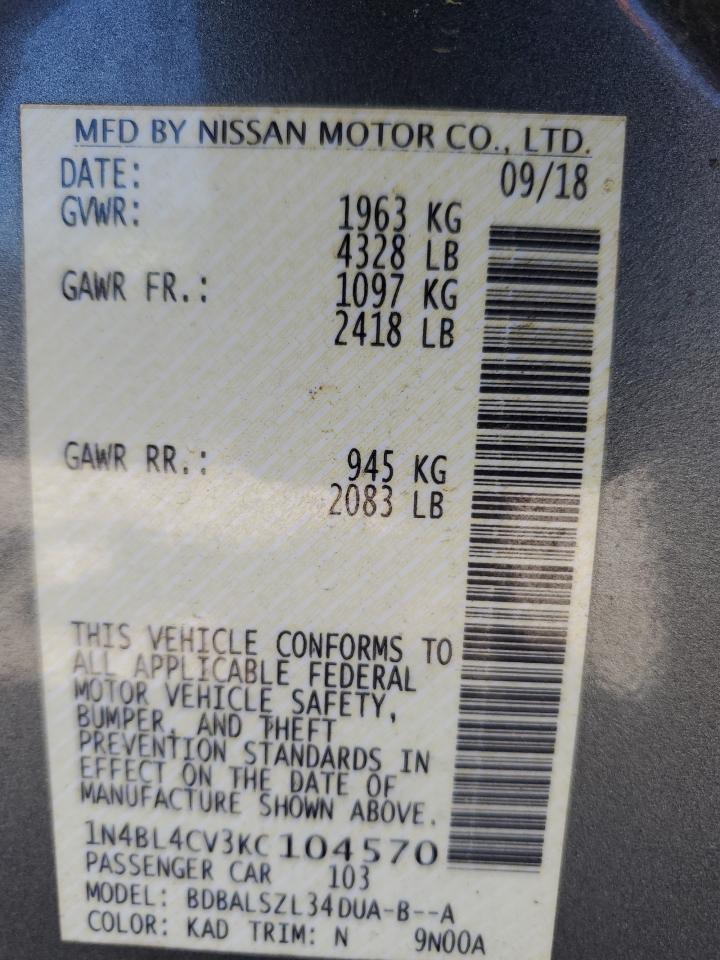 MFD BY NISSAN MOTOR CO., LTD.
DATE: 09/18
GVWR: 1963 KG
4328 LB
GAWR FR.: 1097 KG
2418 LB
GAWR RR.: 945 KG
2083 LB
THIS VEHICLE CONFORMS TO
ALL APPLICABLE FEDERAL
MOTOR VEHICLE SAFETY,
BUMPER, AND THEFT
PREVENTION STANDARDS IN
EFFECT ON THE DATE OF
MANUFACTURE SHOWN ABOVE.
1N4BL4CV3KC104570
PASSENGER CAR 103
MODEL: BDBALSZL34DUA-B--A
COLOR: KAD TRIM: N 9N00A